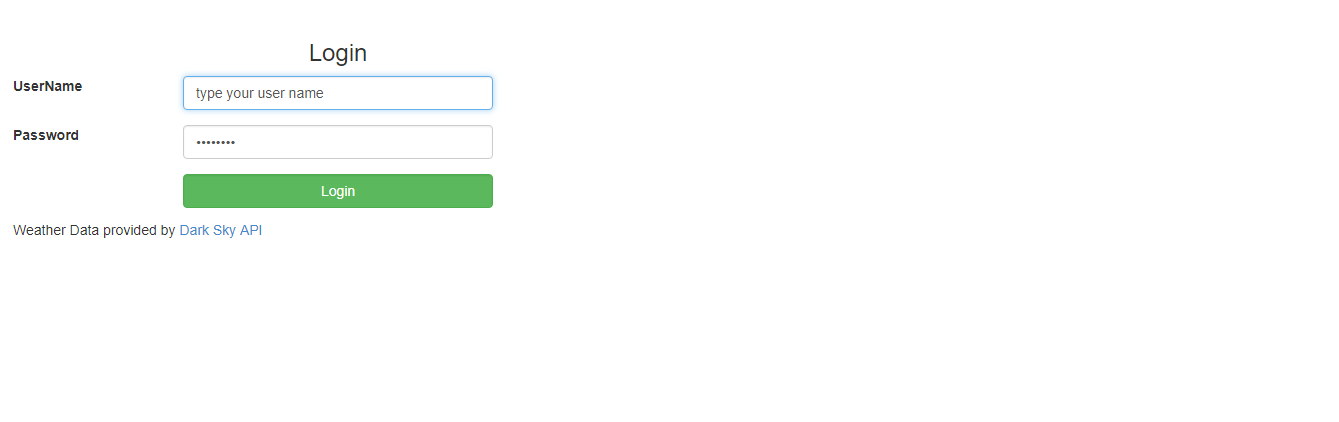 Login
UserName
type your user name
Password
••••••••
Login
Weather Data provided by Dark Sky API